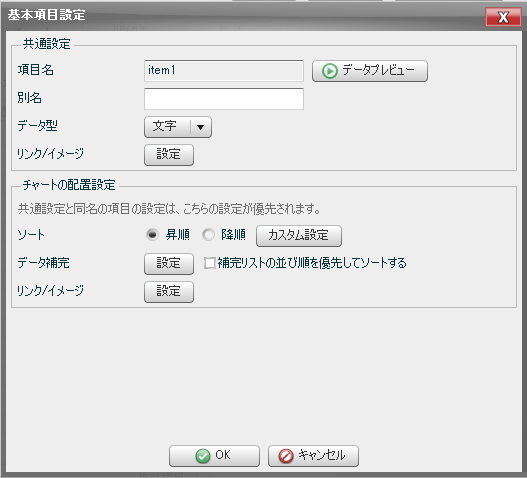 基本項目設定
X
共通設定
項目名 item1 データプレビュー
別名
データ型 文字
リンク/イメージ 設定
チャートの配置設定
共通設定と同名の項目の設定は、こちらの設定が優先されます。
ソート 昇順 降順 カスタム設定
データ補完 設定 補完リストの並び順を優先してソートする
リンク/イメージ 設定
OK キャンセル